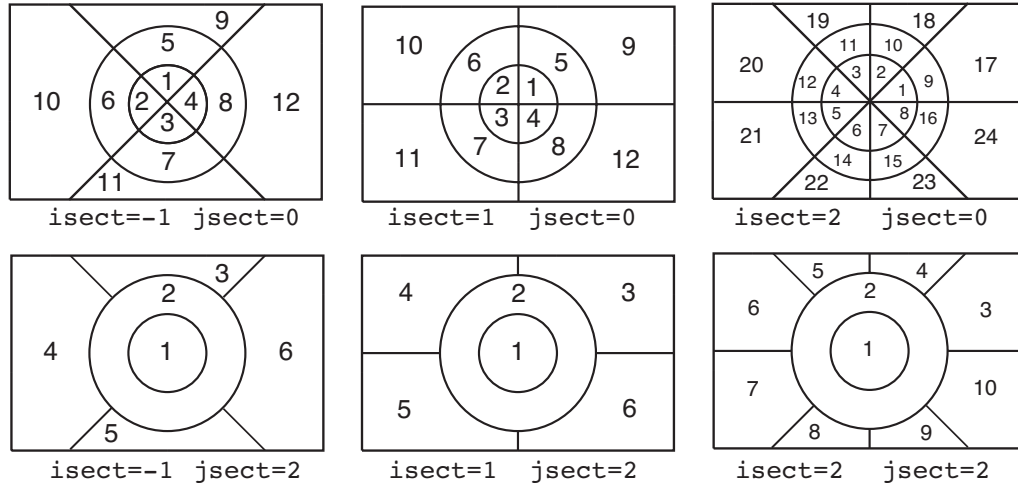 9
5
1
10 6 2 4 8 12
3
7
11
isect=-1 jsect=0
10 9
6 5
2 1
3 4
7 8
11 12
isect=1 jsect=0
19 18
11 10
20 17
12 3 2 9
4 1
13 5 8 16
6 7
21 24
14 15
22 23
isect=2 jsect=0
3
2
4 1 6
5
isect=-1 jsect=2
4 2 3
1
5 6
isect=1 jsect=2
5 4
2
6 3
1
7 10
8 9
isect=2 jsect=2